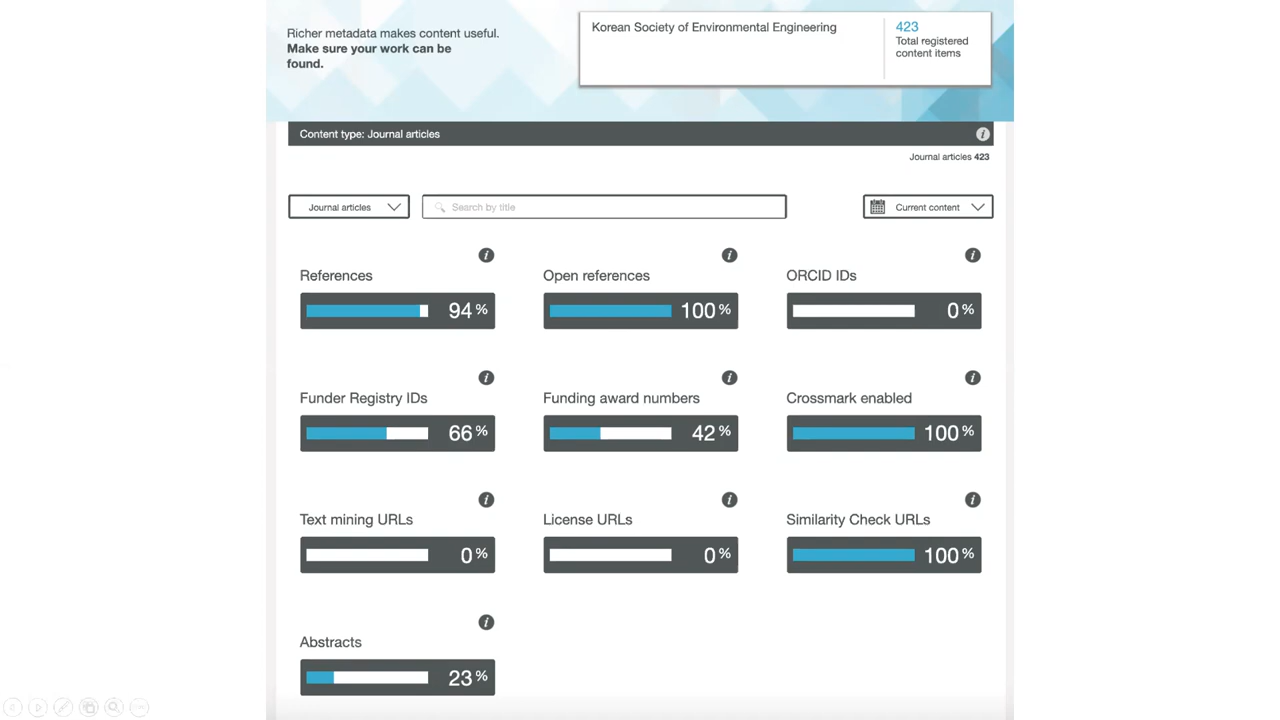 Richer metadata makes content useful.
Make sure your work can be
found.
Korean Society of Environmental Engineering
423
Total registered
content items
Content type: Journal articles
Journal articles 423
Journal articles
Search by title
Current content
References
94 %
Open references
100 %
ORCID IDs
0 %
Funder Registry IDs
66 %
Funding award numbers
42 %
Crossmark enabled
100 %
Text mining URLs
0 %
License URLs
0 %
Similarity Check URLs
100 %
Abstracts
23 %